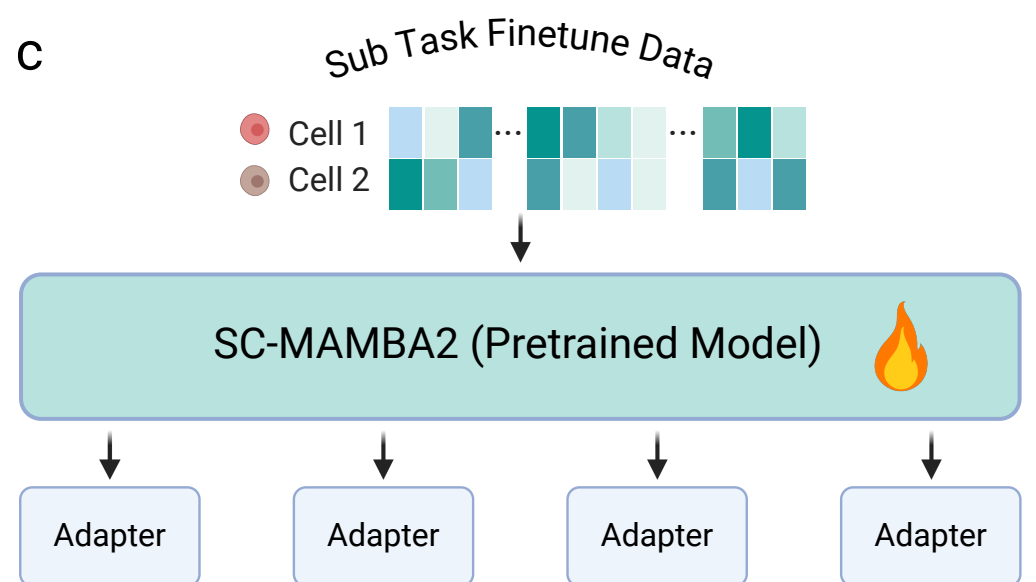 c
Sub Task Finetune Data
Cell 1 ... ...
Cell 2
SC-MAMBA2 (Pretrained Model)
Adapter Adapter Adapter Adapter